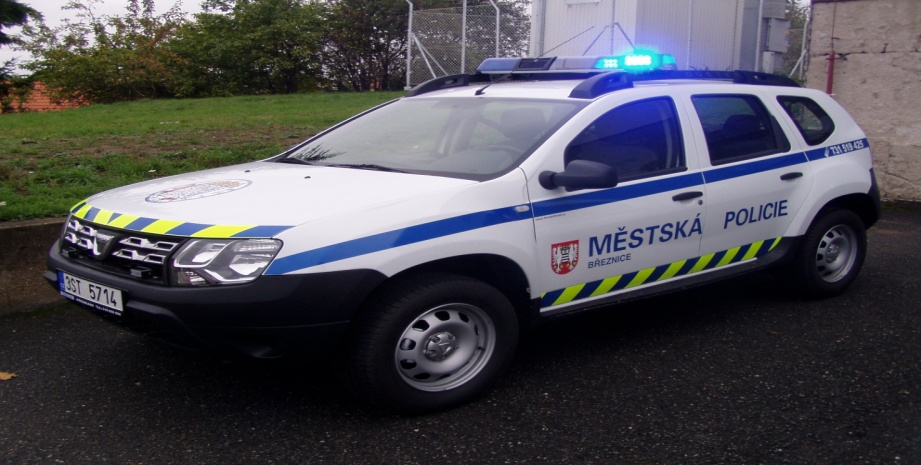 731 519 425
MĚSTSKÁ POLICIE
BŘEZNICE
3ST 5714